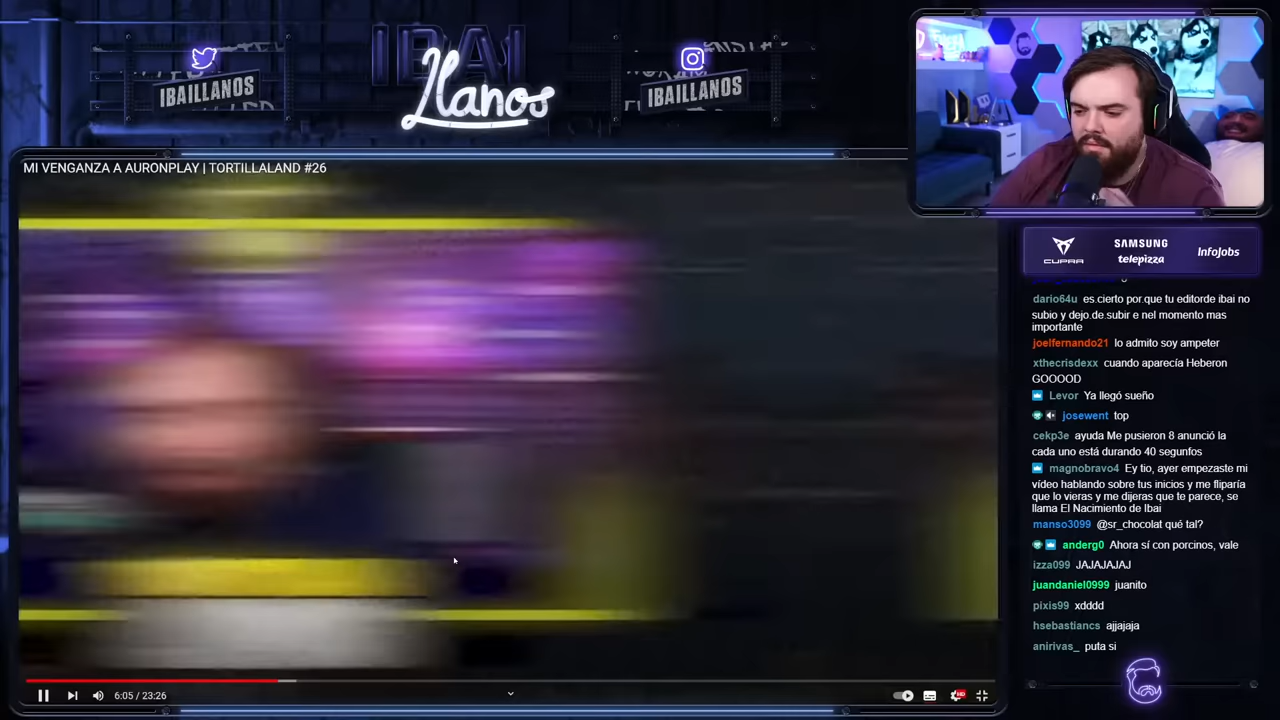 IBAI
Llanos
IBAILLANOS
IBAILLANOS
MI VENGANZA A AURONPLAY | TORTILLALAND #26
CUPRA
SAMSUNG
telepizza
InfoJobs
dario64u es.cierto por.que tu editorde ibai no
subio y dejo.de.subir e nel momento mas
importante
joelfernando21 lo admito soy ampeter
xthecrisdexx cuando aparecía Heberon
GOOOOD
Levor Ya llegó sueño
josewent top
cekp3e ayuda Me pusieron 8 anunció la
cada uno está durando 40 segunfos
magnobravo4 Ey tio, ayer empezaste mi
vídeo hablando sobre tus inicios y me fliparía
que lo vieras y me dijeras que te parece, se
llama El Nacimiento de Ibai
manso3099 @sr_chocolat qué tal?
anderg0 Ahora sí con porcinos, vale
izza099 JAJAJAJAJ
juandaniel0999 juanito
pixis99 xdddd
hsebastiancs ajjajaja
anirivas_ puta si
6:05 / 23:26
HD